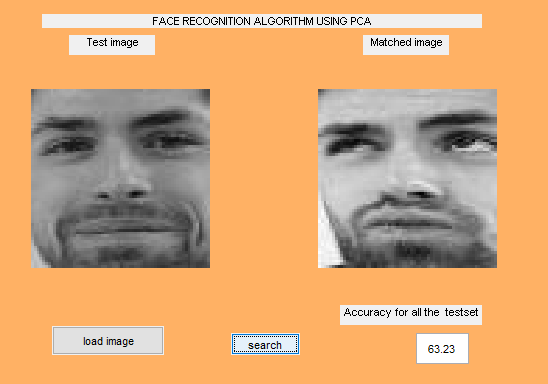 FACE RECOGNITION ALGORITHM USING PCA
Test image
Matched image
Accuracy for all the testset
load image
search
63.23